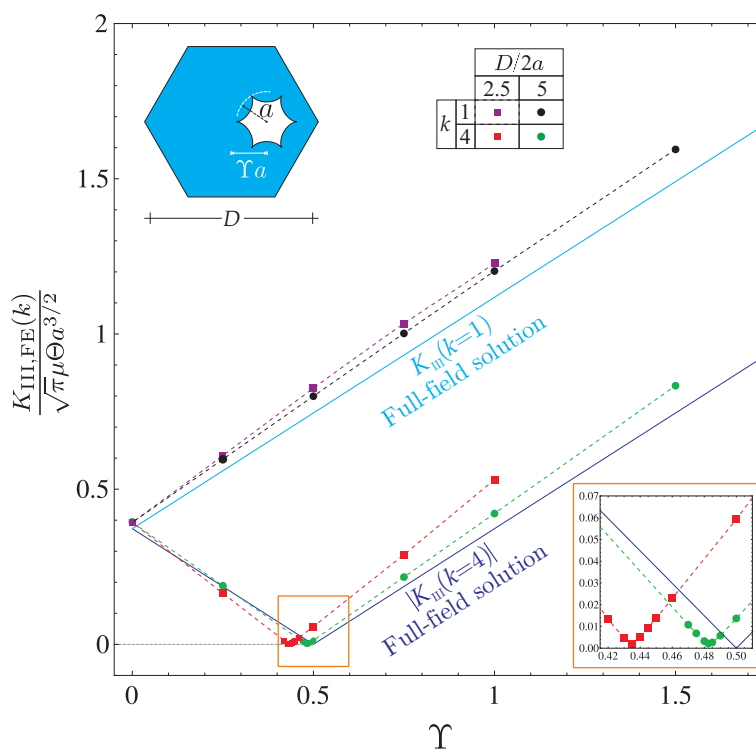 2
1.5
1
0.5
0
K_III,FE(k)
√π μΘa^3/2
a
Υa
D
D/2a
2.5 5
k
1
4
K_III(k=1)
Full-field solution
|K_III(k=4)|
Full-field solution
0.07
0.06
0.05
0.04
0.03
0.02
0.01
0.00
0.42 0.44 0.46 0.48 0.50
0 0.5 1 1.5
Υ